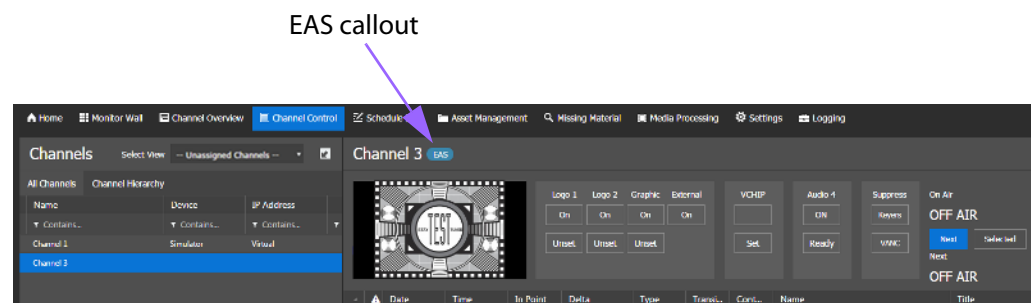 EAS callout
Home Monitor Wall Channel Overview Channel Control Schedule Asset Management Missing Material Media Processing Settings Logging
Channels Select View -- Unassigned Channels -- Channel 3 EAS
All Channels Channel Hierarchy
Name Device IP Address
Contains... Contains... Contains...
Channel 1 Simulator Virtual
Channel 3
TEST
Logo 1 Logo 2 Graphic External VCHIP Audio 4 Suppress On Air
On On On On ON Keyers OFF AIR
Unset Unset Unset Set Ready VANC Next Selected
Next
OFF AIR
Date Time In Point Delta Type Transi... Cont... Name Title